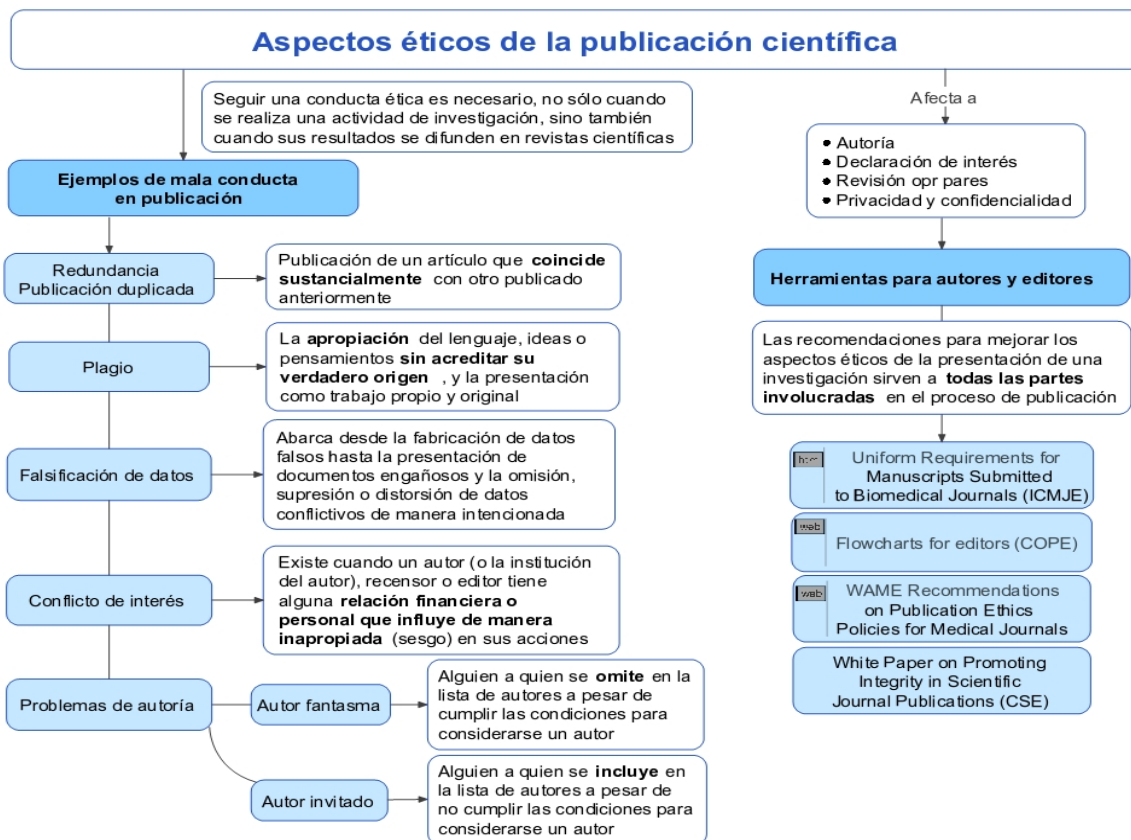 Aspectos éticos de la publicación científica
Seguir una conducta ética es necesario, no sólo cuando
se realiza una actividad de investigación, sino también
cuando sus resultados se difunden en revistas científicas
Ejemplos de mala conducta
en publicación
Redundancia
Publicación duplicada
Publicación de un artículo que coincide
sustancialmente con otro publicado
anteriormente
Plagio
La apropiación del lenguaje, ideas o
pensamientos sin acreditar su
verdadero origen , y la presentación
como trabajo propio y original
Falsificación de datos
Abarca desde la fabricación de datos
falsos hasta la presentación de
documentos engañosos y la omisión,
supresión o distorsión de datos
conflictivos de manera intencionada
Conflicto de interés
Existe cuando un autor (o la institución
del autor), recensor o editor tiene
alguna relación financiera o
personal que influye de manera
inapropiada (sesgo) en sus acciones
Problemas de autoría
Autor fantasma
Alguien a quien se omite en la
lista de autores a pesar de
cumplir las condiciones para
considerarse un autor
Autor invitado
Alguien a quien se incluye en
la lista de autores a pesar de
no cumplir las condiciones para
considerarse un autor
Afecta a
• Autoría
• Declaración de interés
• Revisión opr pares
• Privacidad y confidencialidad
Herramientas para autores y editores
Las recomendaciones para mejorar los
aspectos éticos de la presentación de una
investigación sirven a todas las partes
involucradas en el proceso de publicación
Uniform Requirements for
Manuscripts Submitted
to Biomedical Journals (ICMJE)
web
Flowcharts for editors (COPE)
web
WAME Recommendations
on Publication Ethics
Policies for Medical Journals
White Paper on Promoting
Integrity in Scientific
Journal Publications (CSE)